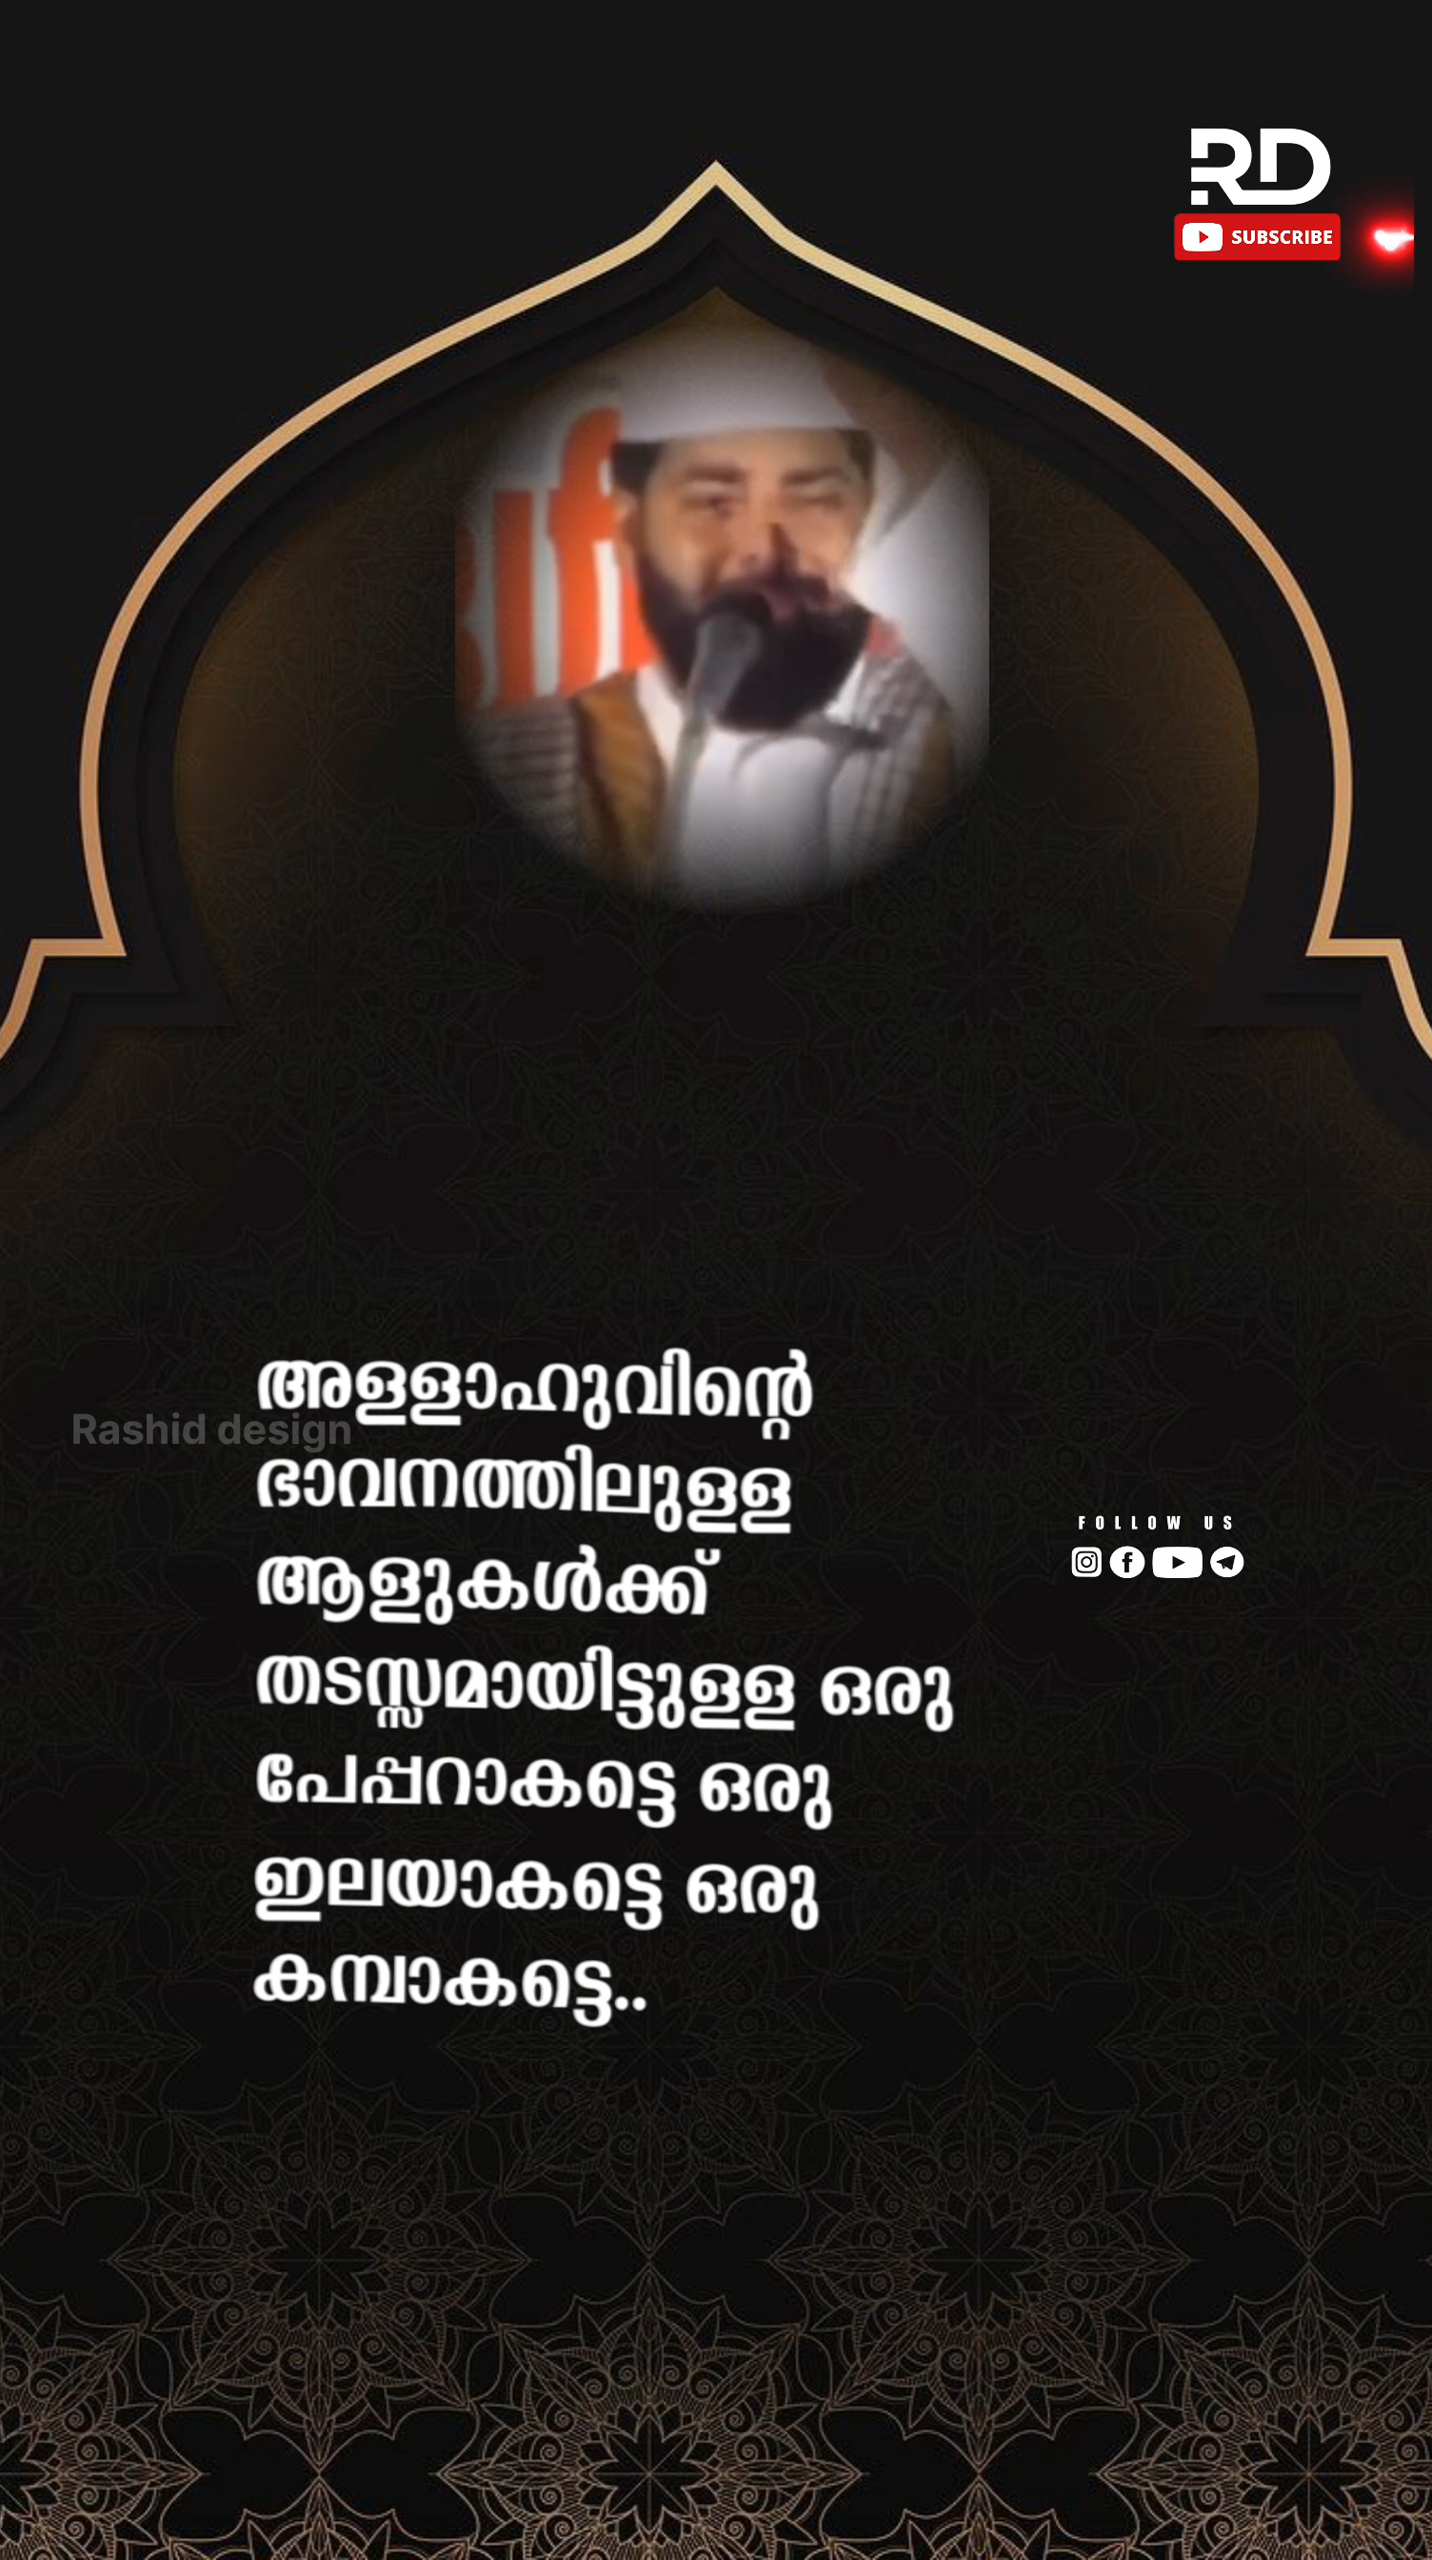 RD
SUBSCRIBE
അള്ളാഹുവിന്റെ
Rashid design
ഭാവനത്തിലുള്ള
ആളുകൾക്ക്
തടസ്സമായിട്ടുള്ള ഒരു
പേപ്പറാകട്ടെ ഒരു
ഇലയാകട്ടെ ഒരു
കമ്പാകട്ടെ..
FOLLOW US